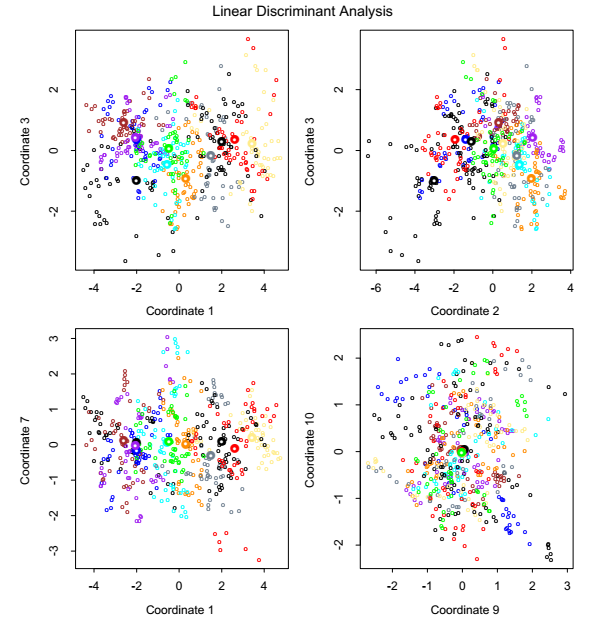 Linear Discriminant Analysis
Coordinate 3
2
0
-2
-4 -2 0 2 4
Coordinate 1
Coordinate 3
2
0
-2
-6 -4 -2 0 2 4
Coordinate 2
Coordinate 7
3
2
1
0
-1
-2
-3
-4 -2 0 2 4
Coordinate 1
Coordinate 10
2
1
0
-1
-2
-2 -1 0 1 2 3
Coordinate 9